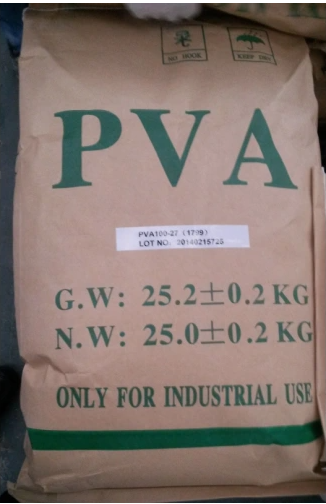 NO HOOK
KEEP DRY
PVA
PVA100-27 (1799)
LOT NO: 20140215725
G.W: 25.2±0.2 KG
N.W: 25.0±0.2 KG
ONLY FOR INDUSTRIAL USE